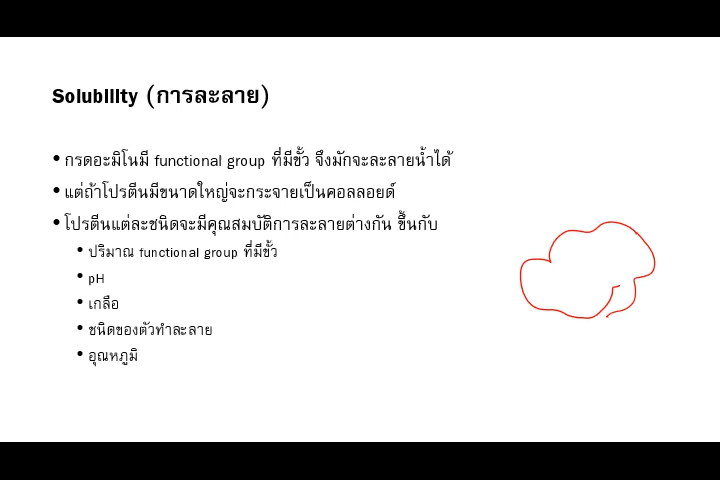 Solubility (การละลาย)
• กรดอะมิโนมี functional group ที่มีขั้ว จึงมักจะละลายน้ำได้
• แต่ถ้าโปรตีนมีขนาดใหญ่จะกระจายเป็นคอลลอยด์
• โปรตีนแต่ละชนิดจะมีคุณสมบัติการละลายต่างกัน ขึ้นกับ
• ปริมาณ functional group ที่มีขั้ว
• pH
• เกลือ
• ชนิดของตัวทำละลาย
• อุณหภูมิ